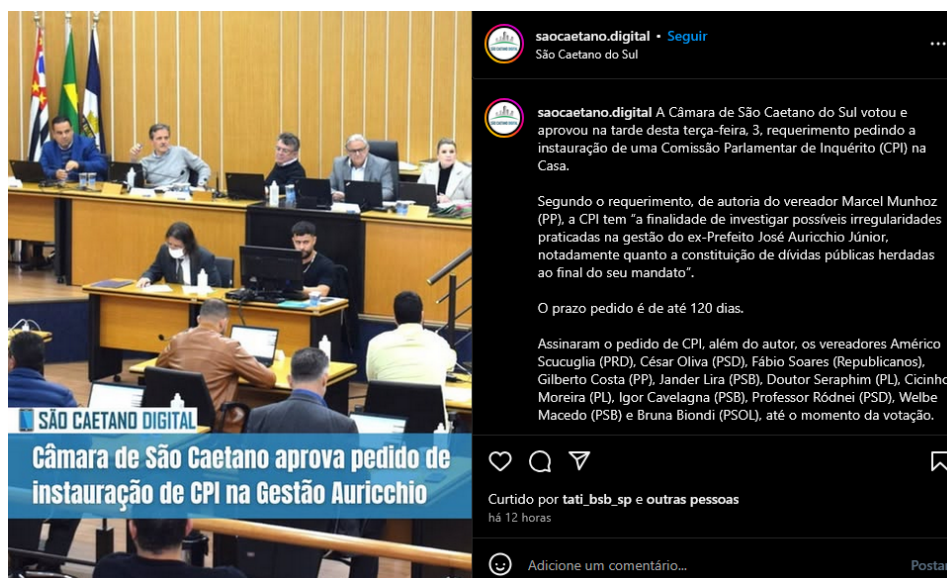 SÃO CAETANO DIGITAL
Câmara de São Caetano aprova pedido de
instauração de CPI na Gestão Auricchio
saocaetano.digital • Seguir
São Caetano do Sul
saocaetano.digital A Câmara de São Caetano do Sul votou e
aprovou na tarde desta terça-feira, 3, requerimento pedindo a
instauração de uma Comissão Parlamentar de Inquérito (CPI) na
Casa.
Segundo o requerimento, de autoria do vereador Marcel Munhoz
(PP), a CPI tem “a finalidade de investigar possíveis irregularidades
praticadas na gestão do ex-Prefeito José Auricchio Júnior,
notadamente quanto a constituição de dívidas públicas herdadas
ao final do seu mandato”.
O prazo pedido é de até 120 dias.
Assinaram o pedido de CPI, além do autor, os vereadores Américo
Scucuglia (PRD), César Oliva (PSD), Fábio Soares (Republicanos),
Gilberto Costa (PP), Jander Lira (PSB), Doutor Seraphim (PL), Cicinho
Moreira (PL), Igor Cavelagna (PSB), Professor Ródnei (PSD), Welbe
Macedo (PSB) e Bruna Biondi (PSOL), até o momento da votação.
Curtido por tati_bsb_sp e outras pessoas
há 12 horas
Adicione um comentário...
Postar